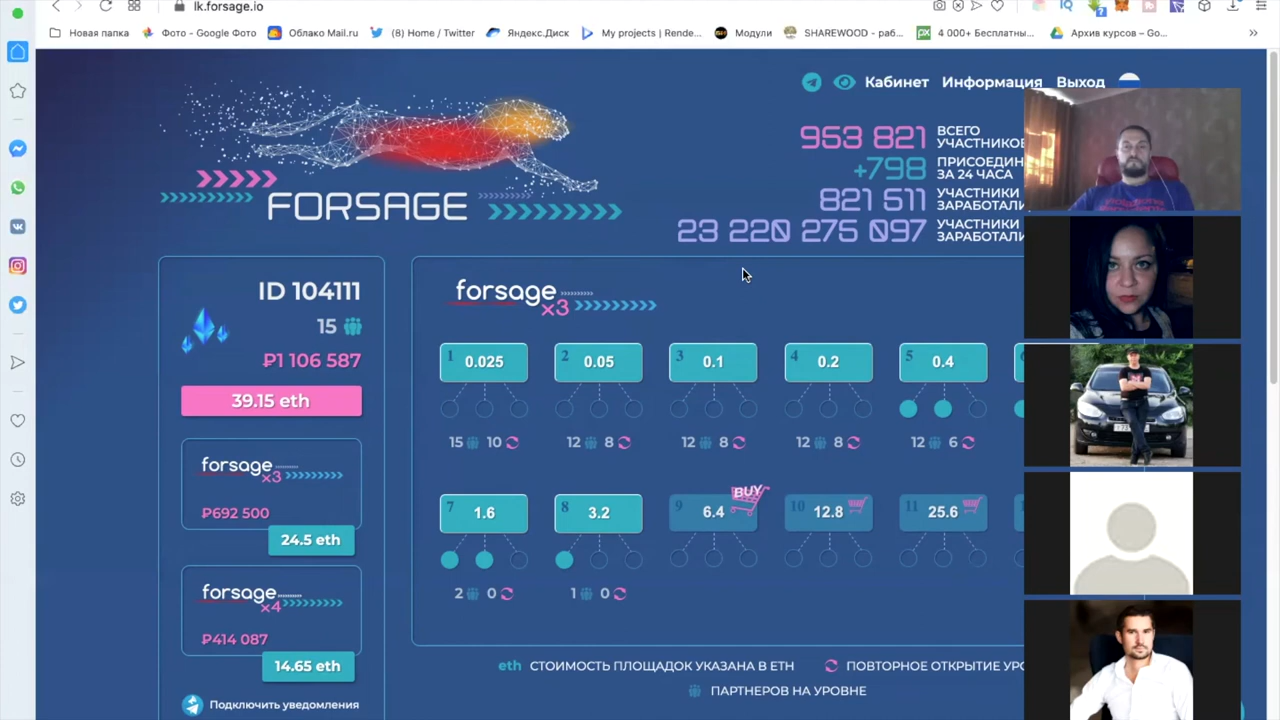 lk.forsage.io
Новая папка
Фото - Google Фото
Облако Mail.ru
(8) Home / Twitter
Яндекс.Диск
My projects | Rende...
Модули
SHAREWOOD - раб...
4 000+ Бесплатны...
Архив курсов – Go...
Кабинет Информация Выход
FORSAGE
953 821 ВСЕГО
УЧАСТНИКОВ
+798 ПРИСОЕДИН
ЗА 24 ЧАСА
821 511 УЧАСТНИКИ
ЗАРАБОТАЛИ
23 220 275 097 УЧАСТНИКИ
ЗАРАБОТАЛИ
ID 104111
15
₽1 106 587
39.15 eth
forsage
x3
₽692 500
24.5 eth
forsage
x4
₽414 087
14.65 eth
Подключить уведомления
forsage
x3
1 0.025
2 0.05
3 0.1
4 0.2
5 0.4
15 10
12 8
12 8
12 8
12 6
7 1.6
8 3.2
9 6.4 BUY
10 12.8
11 25.6
2 0
1 0
eth СТОИМОСТЬ ПЛОЩАДОК УКАЗАНА В ETH
ПОВТОРНОЕ ОТКРЫТИЕ УРО
ПАРТНЕРОВ НА УРОВНЕ